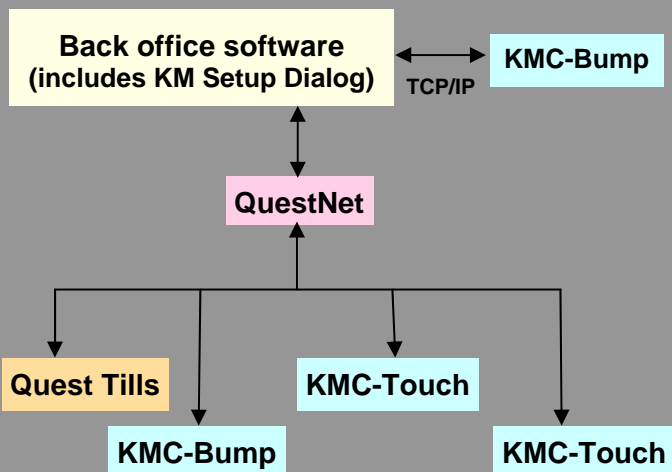 Back office software
(includes KM Setup Dialog)
KMC-Bump
TCP/IP
QuestNet
Quest Tills
KMC-Touch
KMC-Bump
KMC-Touch